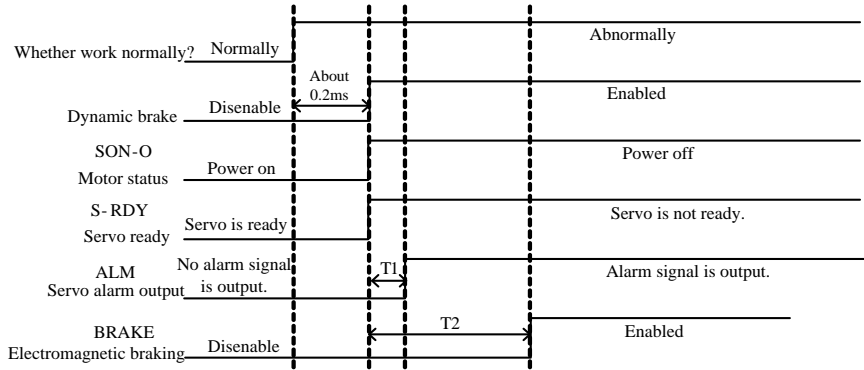 Whether work normally? Normally Abnormally
About
0.2ms
Dynamic brake Disenable Enabled
SON-O
Motor status Power on Power off
S-RDY
Servo ready Servo is ready Servo is not ready.
ALM No alarm signal T1 Alarm signal is output.
Servo alarm output is output.
BRAKE T2 Enabled
Electromagnetic braking Disenable